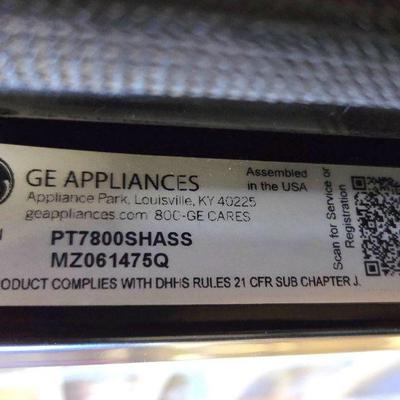 GE APPLIANCES
Appliance Park, Louisville, KY 40225
geappliances.com 800-GE CARES
Assembled
in the USA
Scan for Service or
Registration
PT7800SHASS
MZ061475Q
PRODUCT COMPLIES WITH DHHS RULES 21 CFR SUB CHAPTER J.